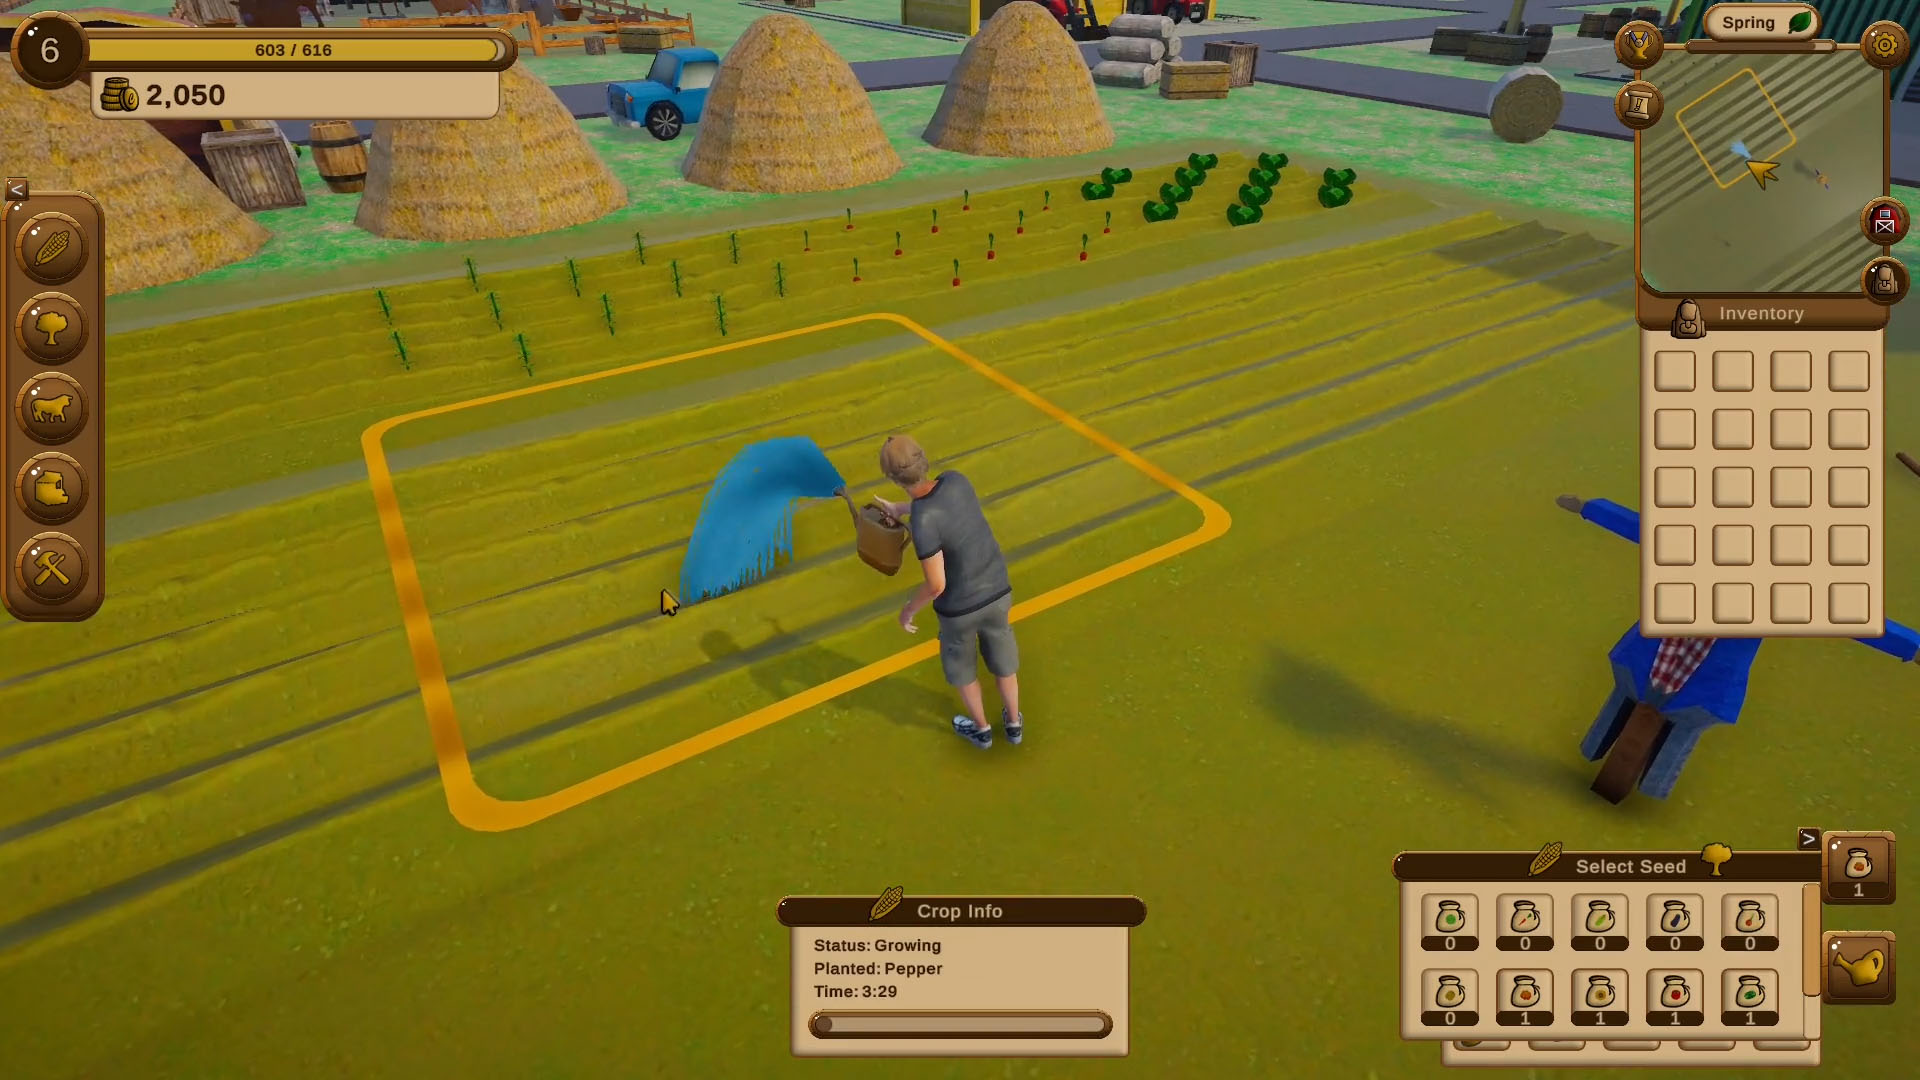 6
603 / 616
2,050
Spring
<
Inventory
Crop Info
Status: Growing
Planted: Pepper
Time: 3:29
>
Select Seed
1
0 0 0 0 0
0 1 1 1 1